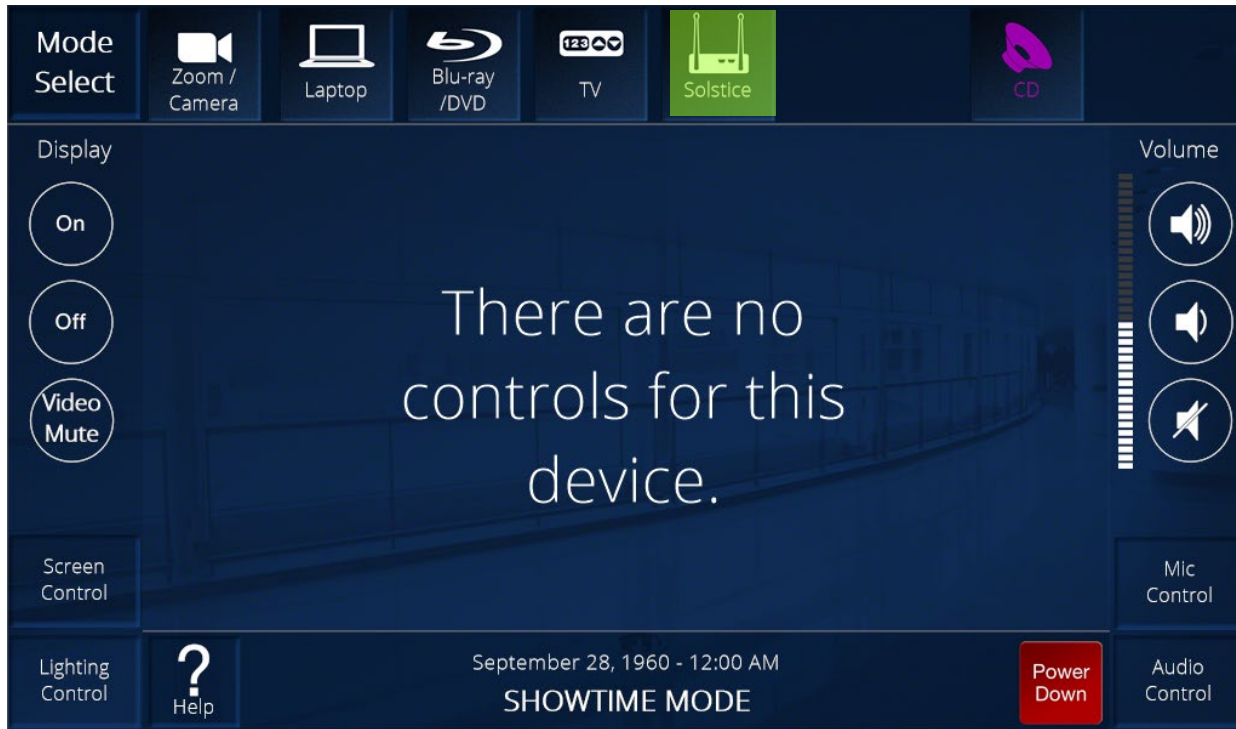 Mode
Select
Zoom /
Camera
Laptop
Blu-ray
/DVD
123
TV
Solstice
CD
Display
On
Off
Video
Mute
Screen
Control
Lighting
Control
There are no
controls for this
device.
Volume
Mic
Control
Audio
Control
?
Help
September 28, 1960 - 12:00 AM
SHOWTIME MODE
Power
Down